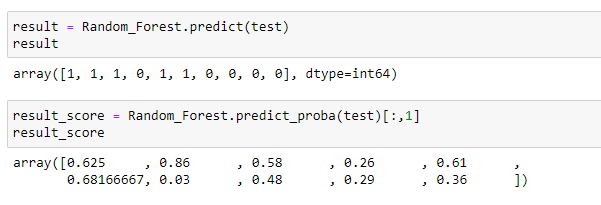 result = Random_Forest.predict(test)
result
array([1, 1, 1, 0, 1, 1, 0, 0, 0, 0], dtype=int64)
result_score = Random_Forest.predict_proba(test)[:,1]
result_score
array([0.625     , 0.86      , 0.58      , 0.26      , 0.61      ,
       0.68166667, 0.03      , 0.48      , 0.29      , 0.36      ])